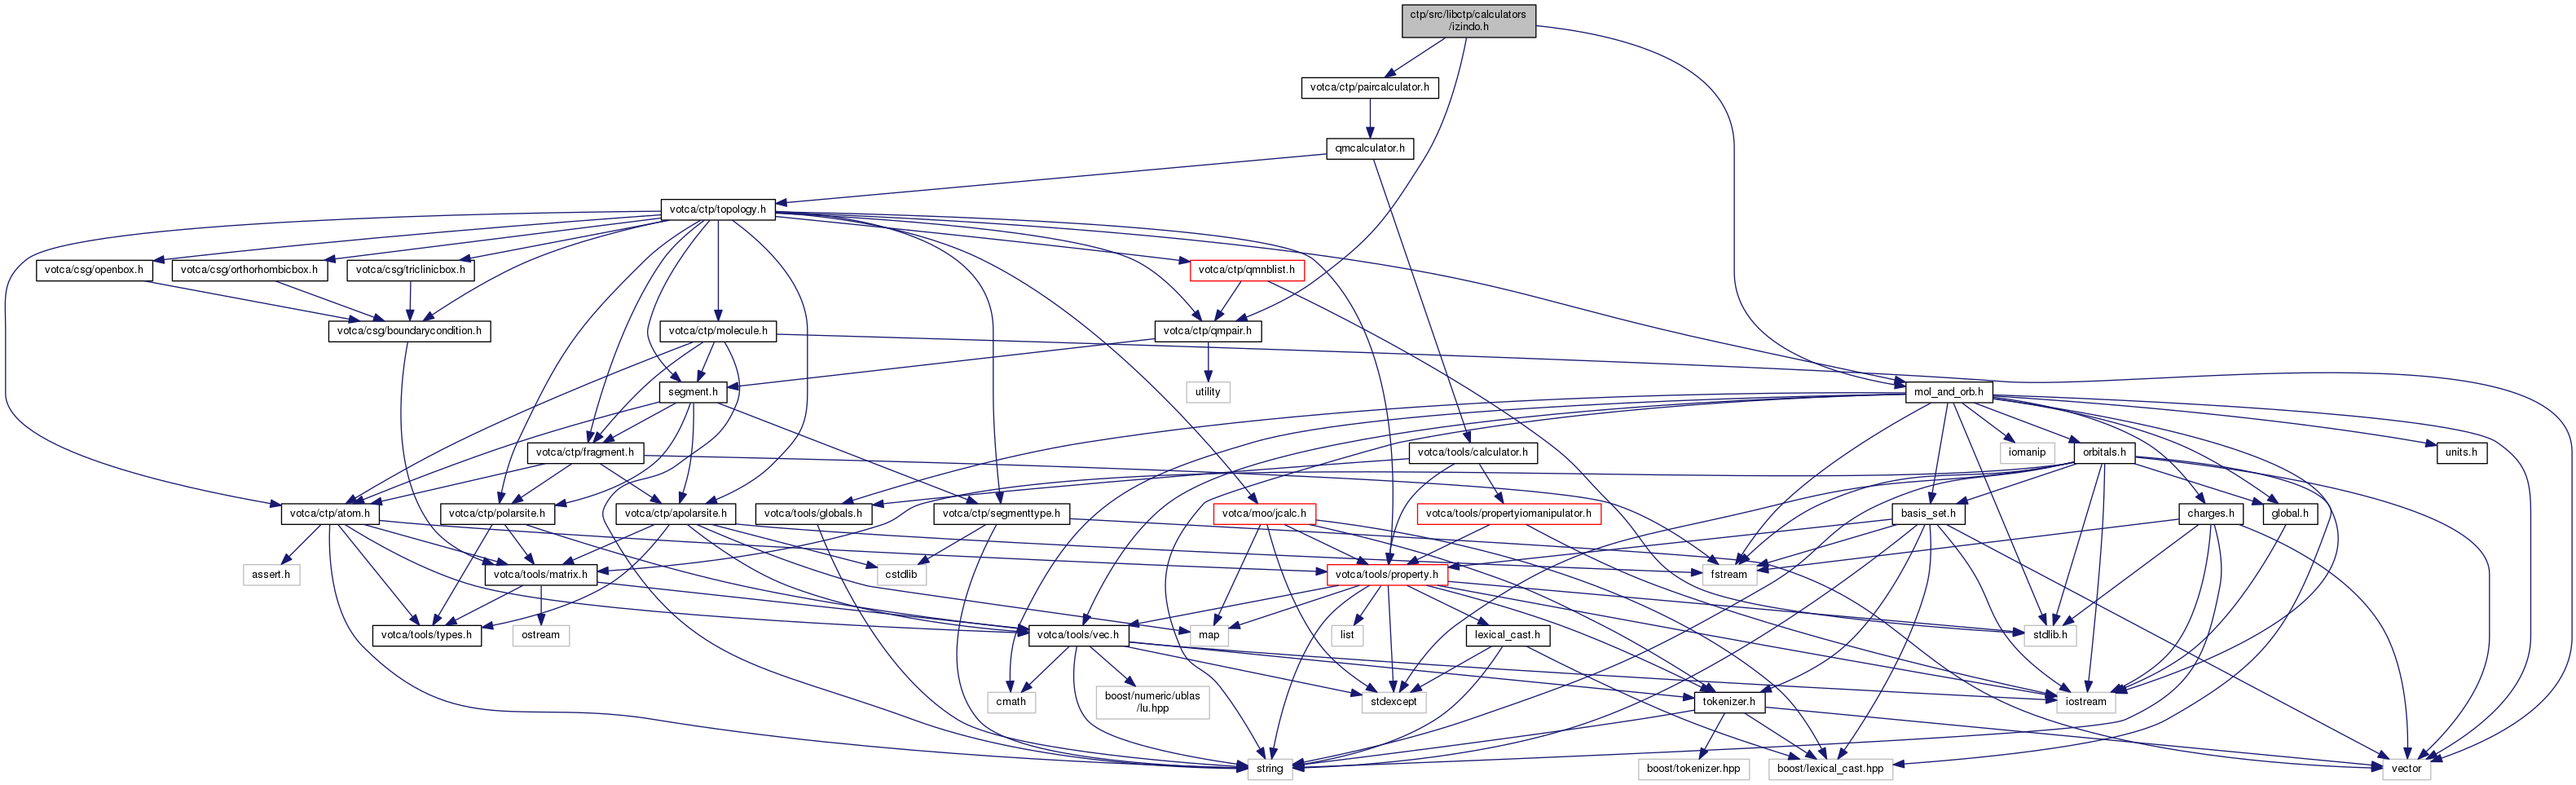 ctp/src/libctp/calculators
/izindo.h
votca/ctp/paircalculator.h
qmcalculator.h
votca/ctp/topology.h
votca/csg/openbox.h
votca/csg/orthorhombicbox.h
votca/csg/triclinicbox.h
votca/ctp/qmnblist.h
votca/csg/boundarycondition.h
votca/ctp/molecule.h
votca/ctp/qmpair.h
segment.h
utility
mol_and_orb.h
votca/ctp/fragment.h
votca/tools/calculator.h
iomanip
orbitals.h
units.h
votca/ctp/atom.h
votca/ctp/polarsite.h
votca/ctp/apolarsite.h
votca/tools/globals.h
votca/ctp/segmenttype.h
votca/moo/jcalc.h
votca/tools/propertyiomanipulator.h
basis_set.h
charges.h
global.h
assert.h
votca/tools/matrix.h
cstdlib
votca/tools/property.h
fstream
votca/tools/types.h
ostream
votca/tools/vec.h
map
list
lexical_cast.h
stdlib.h
cmath
boost/numeric/ublas
/lu.hpp
stdexcept
tokenizer.h
iostream
string
boost/tokenizer.hpp
boost/lexical_cast.hpp
vector